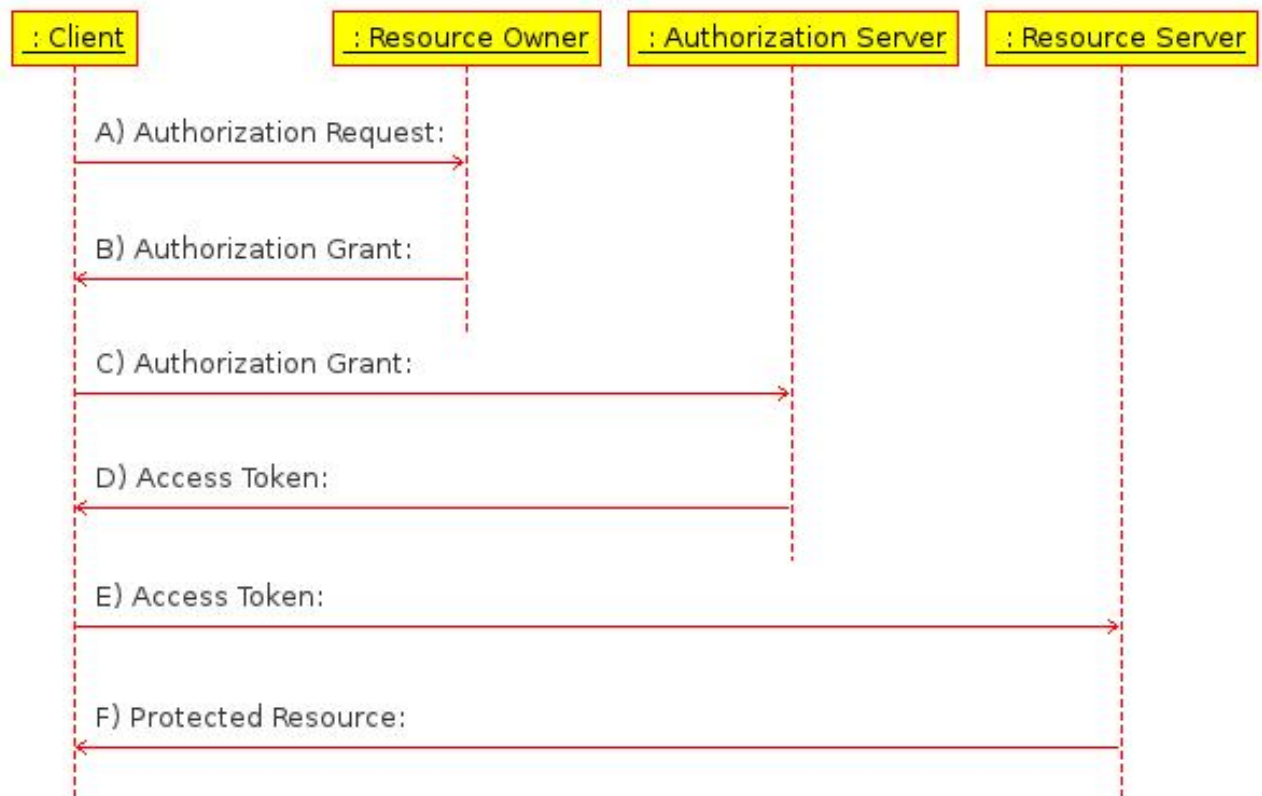 : Client
: Resource Owner
: Authorization Server
: Resource Server
A) Authorization Request:
B) Authorization Grant:
C) Authorization Grant:
D) Access Token:
E) Access Token:
F) Protected Resource: